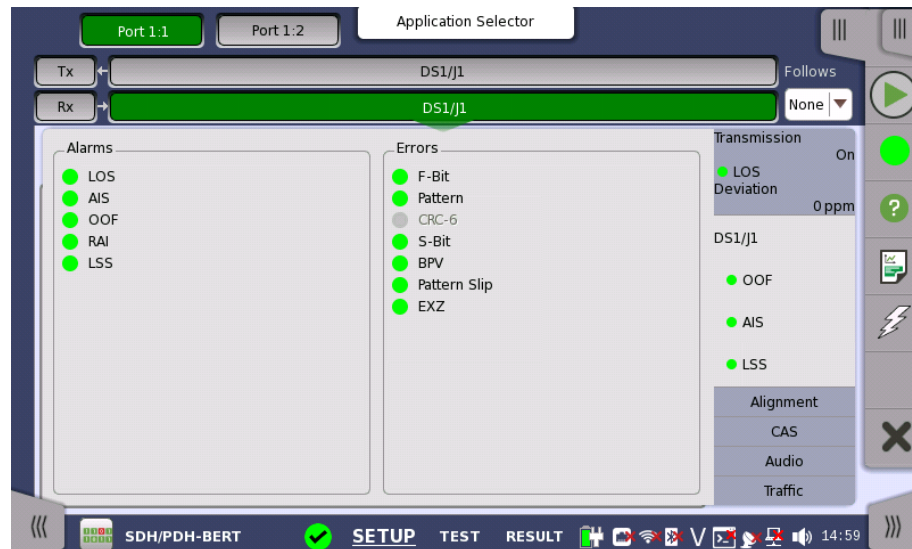 Application Selector
Port 1:1 Port 1:2
Tx DS1/J1 Follows
Rx DS1/J1 None
Alarms
LOS
AIS
OOF
RAI
LSS
Errors
F-Bit
Pattern
CRC-6
S-Bit
BPV
Pattern Slip
EXZ
Transmission
On
LOS
Deviation
0 ppm
DS1/J1
OOF
AIS
LSS
Alignment
CAS
Audio
Traffic
SDH/PDH-BERT SETUP TEST RESULT V 14:59